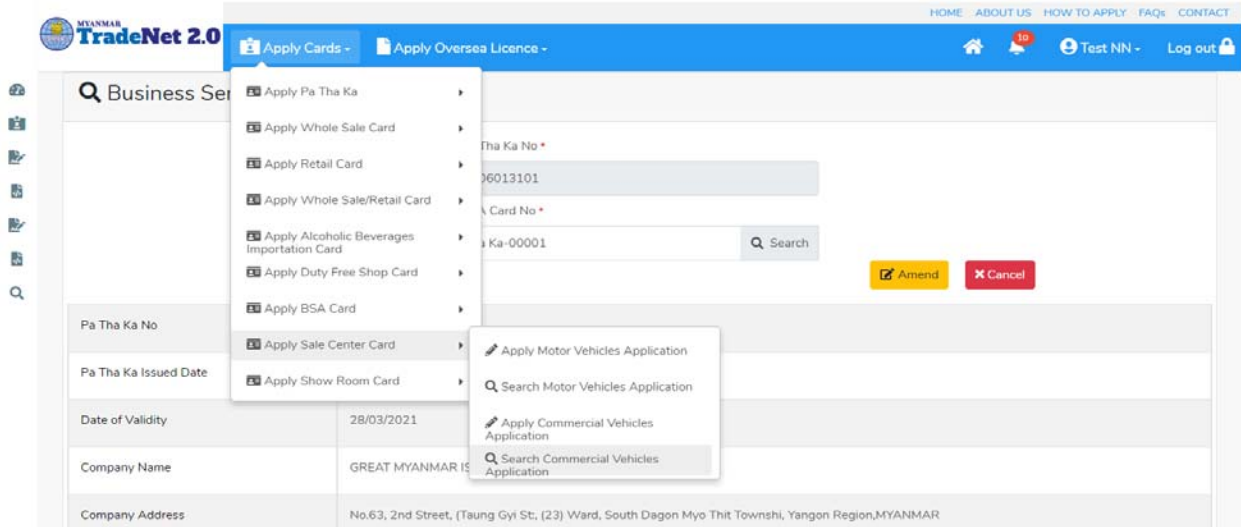 HOME ABOUT US HOW TO APPLY FAQs CONTACT
MYANMAR
TradeNet 2.0
Apply Cards
Apply Oversea Licence
10
Test NN
Log out
Business Ser
Apply Pa Tha Ka
Apply Whole Sale Card
Apply Retail Card
Apply Whole Sale/Retail Card
Apply Alcoholic Beverages
Importation Card
Apply Duty Free Shop Card
Apply BSA Card
Apply Sale Center Card
Apply Show Room Card
Tha Ka No *
06013101
A Card No *
a Ka-00001
Search
Amend
Cancel
Apply Motor Vehicles Application
Search Motor Vehicles Application
Apply Commercial Vehicles
Application
Search Commercial Vehicles
Application
Pa Tha Ka No
Pa Tha Ka Issued Date
Date of Validity 28/03/2021
Company Name GREAT MYANMAR IS
Company Address No.63, 2nd Street, (Taung Gyi St:, (23) Ward, South Dagon Myo Thit Townshi, Yangon Region,MYANMAR